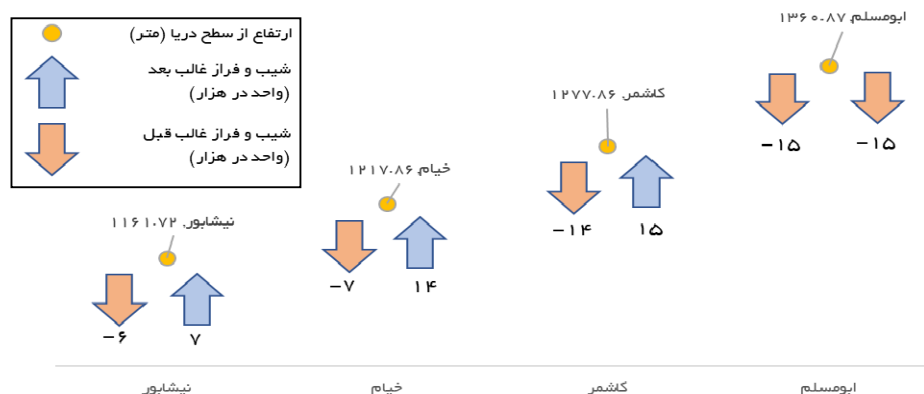 ارتفاع از سطح دریا (متر)
شیب و فراز غالب بعد
(واحد در هزار)
شیب و فراز غالب قبل
(واحد در هزار)
ابومسلم, ۱۳۶۰.۸۷
-۱۵
-۱۵
کاشمر, ۱۲۷۷.۸۶
-۱۴
۱۵
خیام, ۱۲۱۷.۸۶
-۷
۱۴
نیشابور, ۱۱۶۱.۷۲
-۶
۷
نیشابور
خیام
کاشمر
ابومسلم